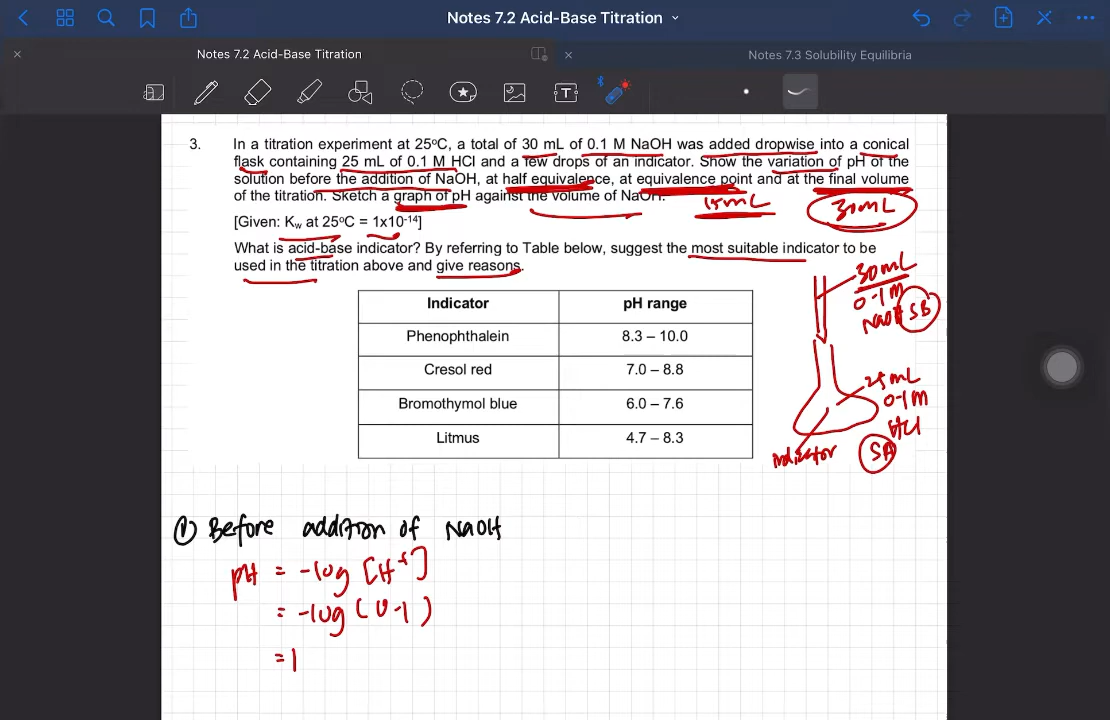 Notes 7.2 Acid-Base Titration
Notes 7.2 Acid-Base Titration
Notes 7.3 Solubility Equilibria
3. In a titration experiment at 25°C, a total of 30 mL of 0.1 M NaOH was added dropwise into a conical
flask containing 25 mL of 0.1 M HCl and a few drops of an indicator. Show the variation of pH of the
solution before the addition of NaOH, at half equivalence, at equivalence point and at the final volume
of the titration. Sketch a graph of pH against the volume of NaOH.
15mL
30mL
[Given: Kw at 25°C = 1x10-14]
What is acid-base indicator? By referring to Table below, suggest the most suitable indicator to be
used in the titration above and give reasons.
30mL
0.1M
NaOH SB
Indicator pH range
Phenophthalein 8.3 – 10.0
Cresol red 7.0 – 8.8
Bromothymol blue 6.0 – 7.6
Litmus 4.7 – 8.3
25mL
0.1M
HCl
indicator SA
① Before addition of NaOH
pH = -log [H+]
= -log (0.1)
= 1